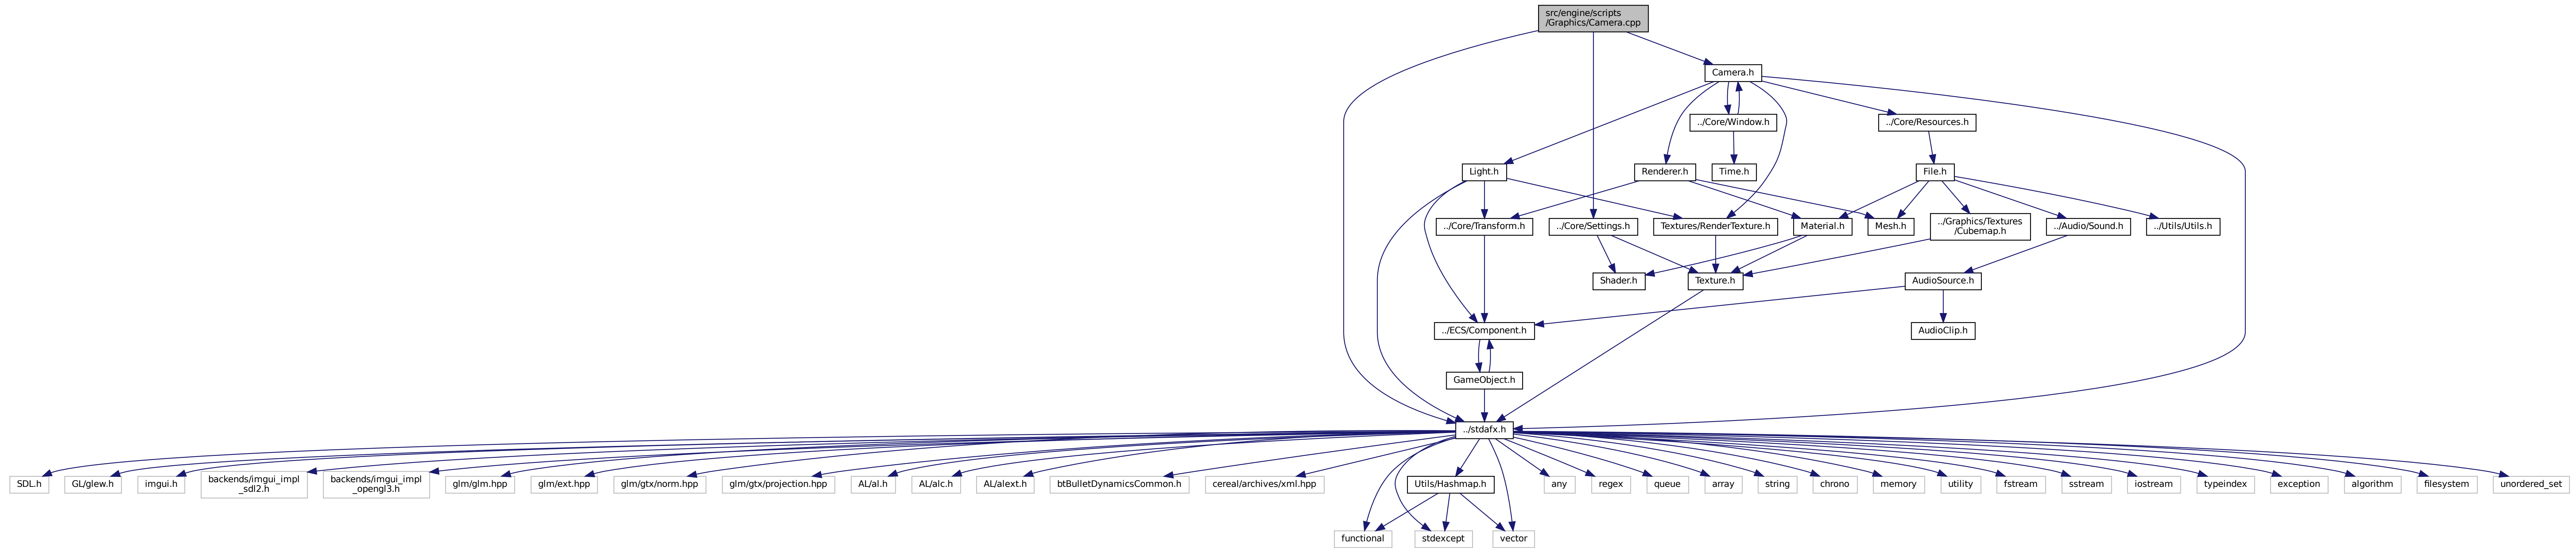 src/engine/scripts
/Graphics/Camera.cpp
Camera.h
../Core/Window.h
../Core/Resources.h
Light.h
Renderer.h
Time.h
File.h
../Core/Transform.h
../Core/Settings.h
Textures/RenderTexture.h
Material.h
Mesh.h
../Graphics/Textures
/Cubemap.h
../Audio/Sound.h
../Utils/Utils.h
Shader.h
Texture.h
AudioSource.h
../ECS/Component.h
AudioClip.h
GameObject.h
../stdafx.h
SDL.h
GL/glew.h
imgui.h
backends/imgui_impl
_sdl2.h
backends/imgui_impl
_opengl3.h
glm/glm.hpp
glm/ext.hpp
glm/gtx/norm.hpp
glm/gtx/projection.hpp
AL/al.h
AL/alc.h
AL/alext.h
btBulletDynamicsCommon.h
cereal/archives/xml.hpp
Utils/Hashmap.h
any
regex
queue
array
string
chrono
memory
utility
fstream
sstream
iostream
typeindex
exception
algorithm
filesystem
unordered_set
functional
stdexcept
vector